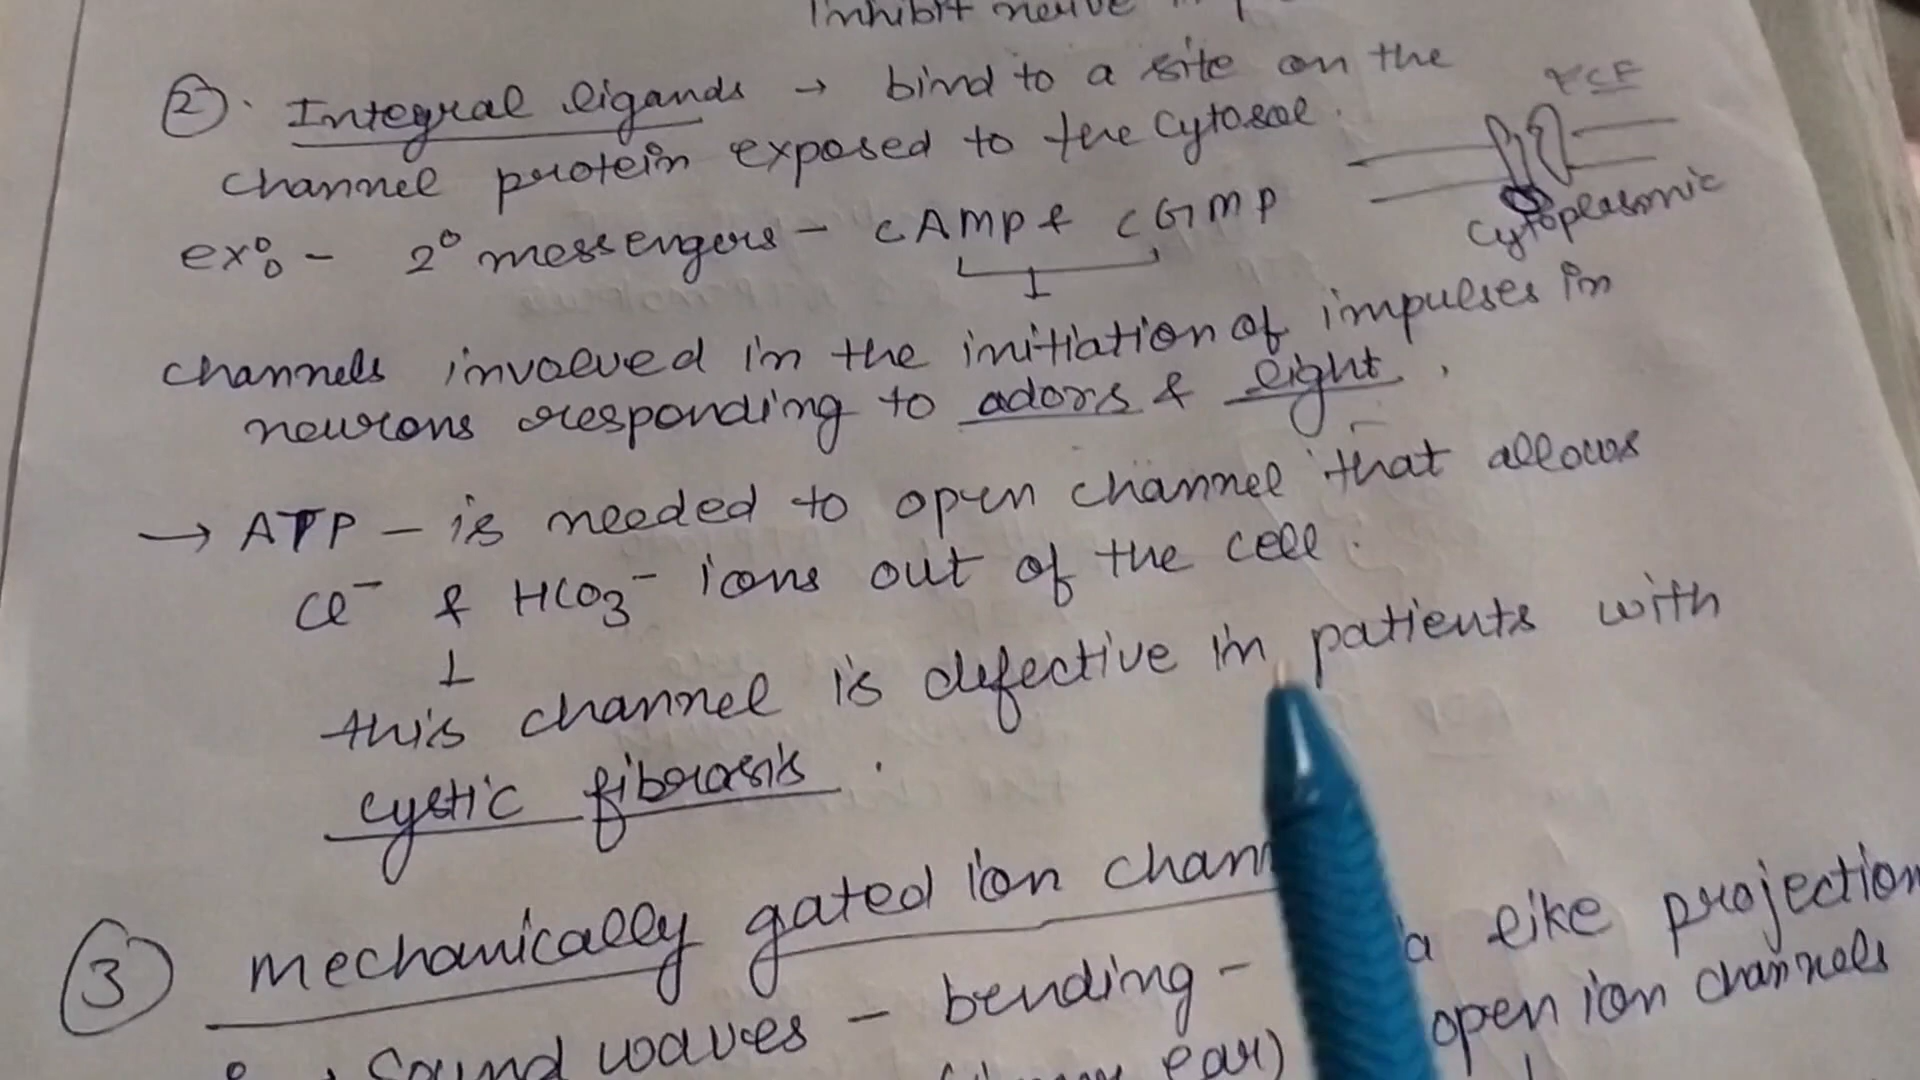 Inhibit nerve
② Integral ligands → bind to a site on the
channel protein exposed to the cytosol.
ex:- 2° messengers - cAMP & cGMP
Cytoplasmic
channels involved in the initiation of impulses in
neurons responding to adors & light.
→ ATP - is needed to open channel that allows
Cl⁻ & HCO₃⁻ ions out of the cell.
this channel is defective in patients with
cystic fibrosis.
③ mechanically gated ion chann
sound waves - bending - a like projection
ear) open ion channels